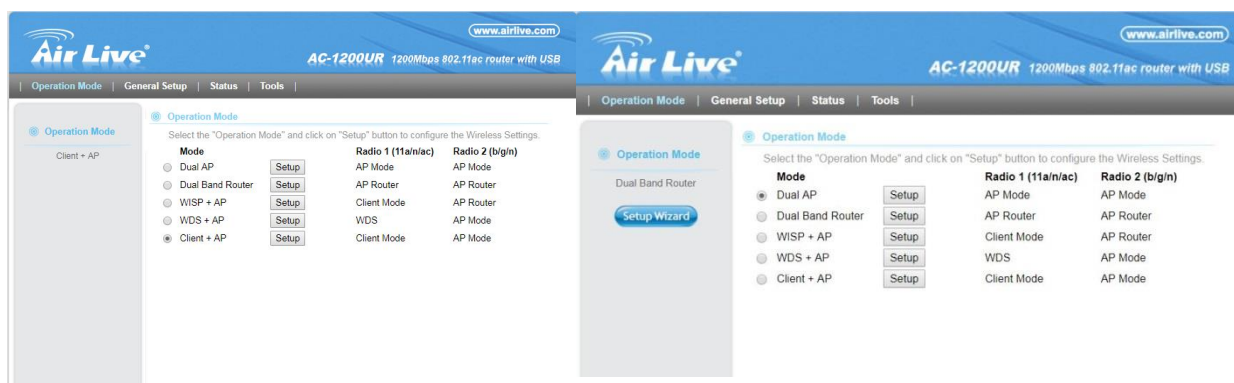 (www.airlive.com)
Air Live®
AC-1200UR 1200Mbps 802.11ac router with USB
| Operation Mode | General Setup | Status | Tools |
Operation Mode
Client + AP
Operation Mode
Select the "Operation Mode" and click on "Setup" button to configure the Wireless Settings.
Mode Radio 1 (11a/n/ac) Radio 2 (b/g/n)
Dual AP Setup AP Mode AP Mode
Dual Band Router Setup AP Router AP Router
WISP + AP Setup Client Mode AP Router
WDS + AP Setup WDS AP Mode
Client + AP Setup Client Mode AP Mode
(www.airlive.com)
Air Live®
AC-1200UR 1200Mbps 802.11ac router with USB
| Operation Mode | General Setup | Status | Tools |
Operation Mode
Dual Band Router
Setup Wizard
Operation Mode
Select the "Operation Mode" and click on "Setup" button to configure the Wireless Settings.
Mode Radio 1 (11a/n/ac) Radio 2 (b/g/n)
Dual AP Setup AP Mode AP Mode
Dual Band Router Setup AP Router AP Router
WISP + AP Setup Client Mode AP Router
WDS + AP Setup WDS AP Mode
Client + AP Setup Client Mode AP Mode